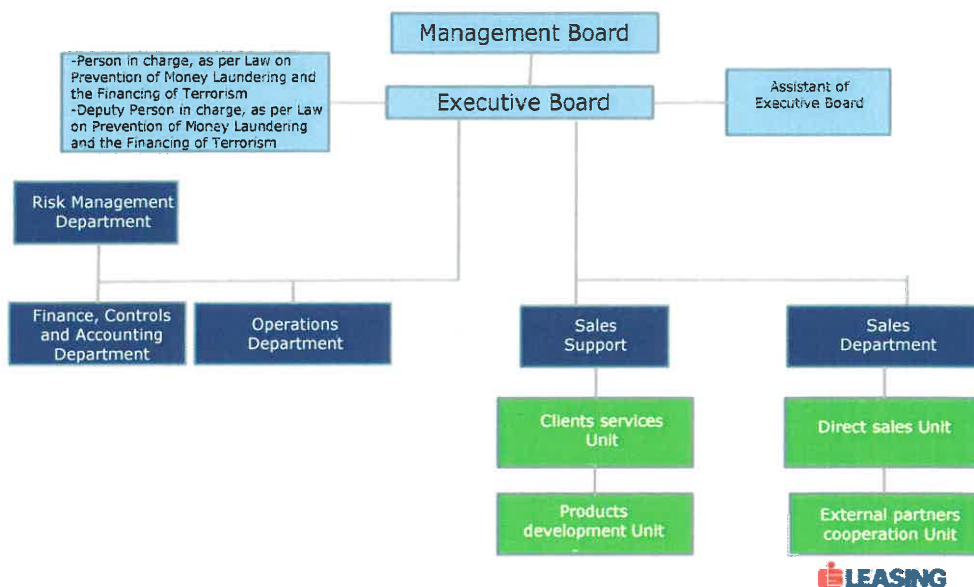 Management Board
-Person in charge, as per Law on
Prevention of Money Laundering and
the Financing of Terrorism
-Deputy Person in charge, as per Law
on Prevention of Money Laundering
and the Financing of Terrorism
Executive Board
Assistant of
Executive Board
Risk Management
Department
Finance, Controls
and Accounting
Department
Operations
Department
Sales
Support
Sales
Department
Clients services
Unit
Direct sales Unit
Products
development Unit
External partners
cooperation Unit
LEASING